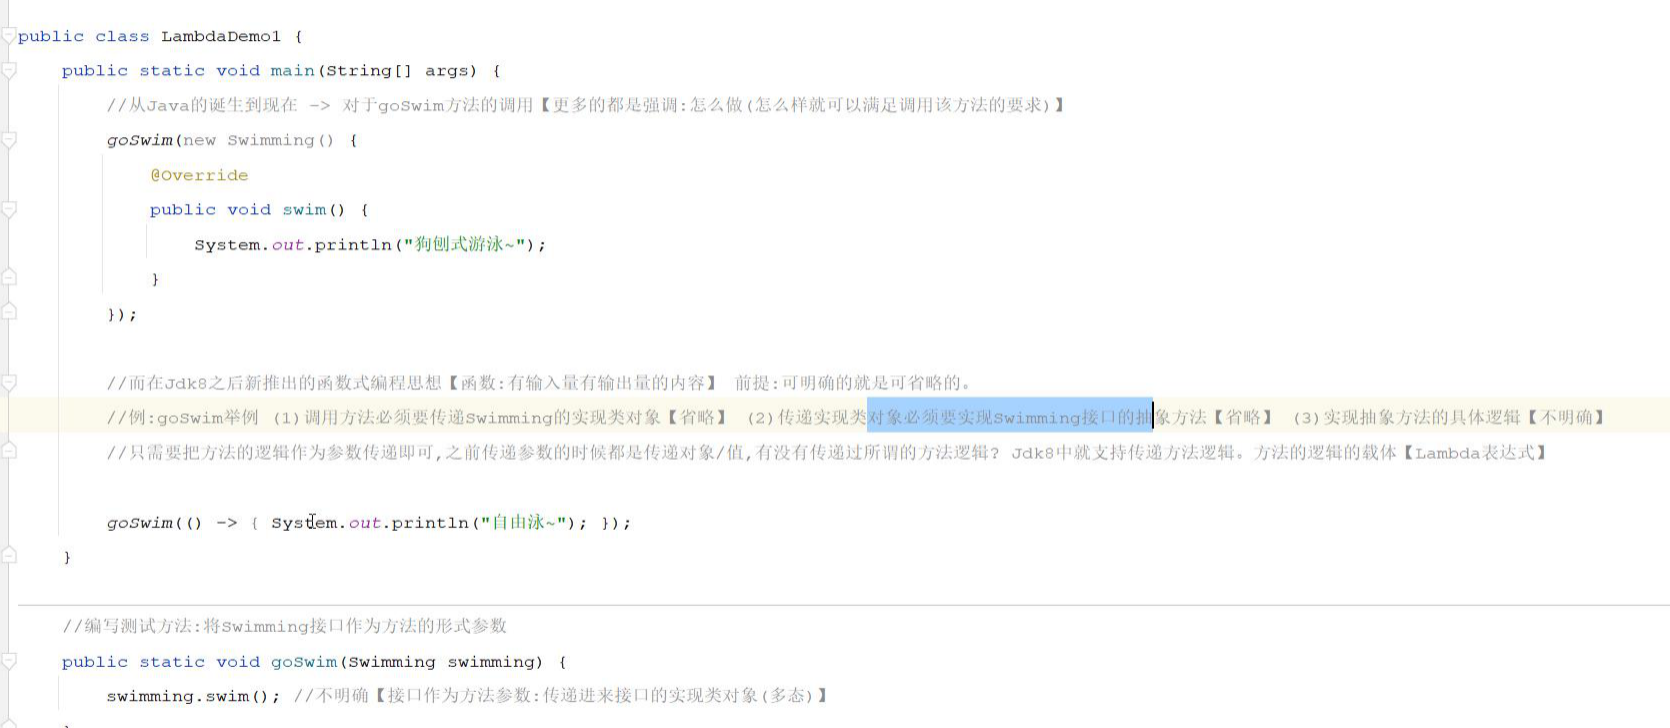 public class LambdaDemo1 {
public static void main(String[] args) {
//从Java的诞生到现在 -> 对于goSwim方法的调用【更多的都是强调:怎么做(怎么样就可以满足调用该方法的要求)】
goSwim(new Swimming() {
@Override
public void swim() {
System.out.println("狗刨式游泳~");
}
});
//而在Jdk8之后新推出的函数式编程思想【函数:有输入量有输出量的内容】 前提:可明确的就是可省略的。
//例:goSwim举例 (1)调用方法必须要传递Swimming的实现类对象【省略】 (2)传递实现类对象必须要实现Swimming接口的抽象方法【省略】 (3)实现抽象方法的具体逻辑【不明确】
//只需要把方法的逻辑作为参数传递即可,之前传递参数的时候都是传递对象/值,有没有传递过所谓的方法逻辑? Jdk8中就支持传递方法逻辑。方法的逻辑的载体【Lambda表达式】
goSwim(() -> { System.out.println("自由泳~"); });
}
//编写测试方法:将Swimming接口作为方法的形式参数
public static void goSwim(Swimming swimming) {
swimming.swim(); //不明确【接口作为方法参数:传递进来接口的实现类对象(多态)】